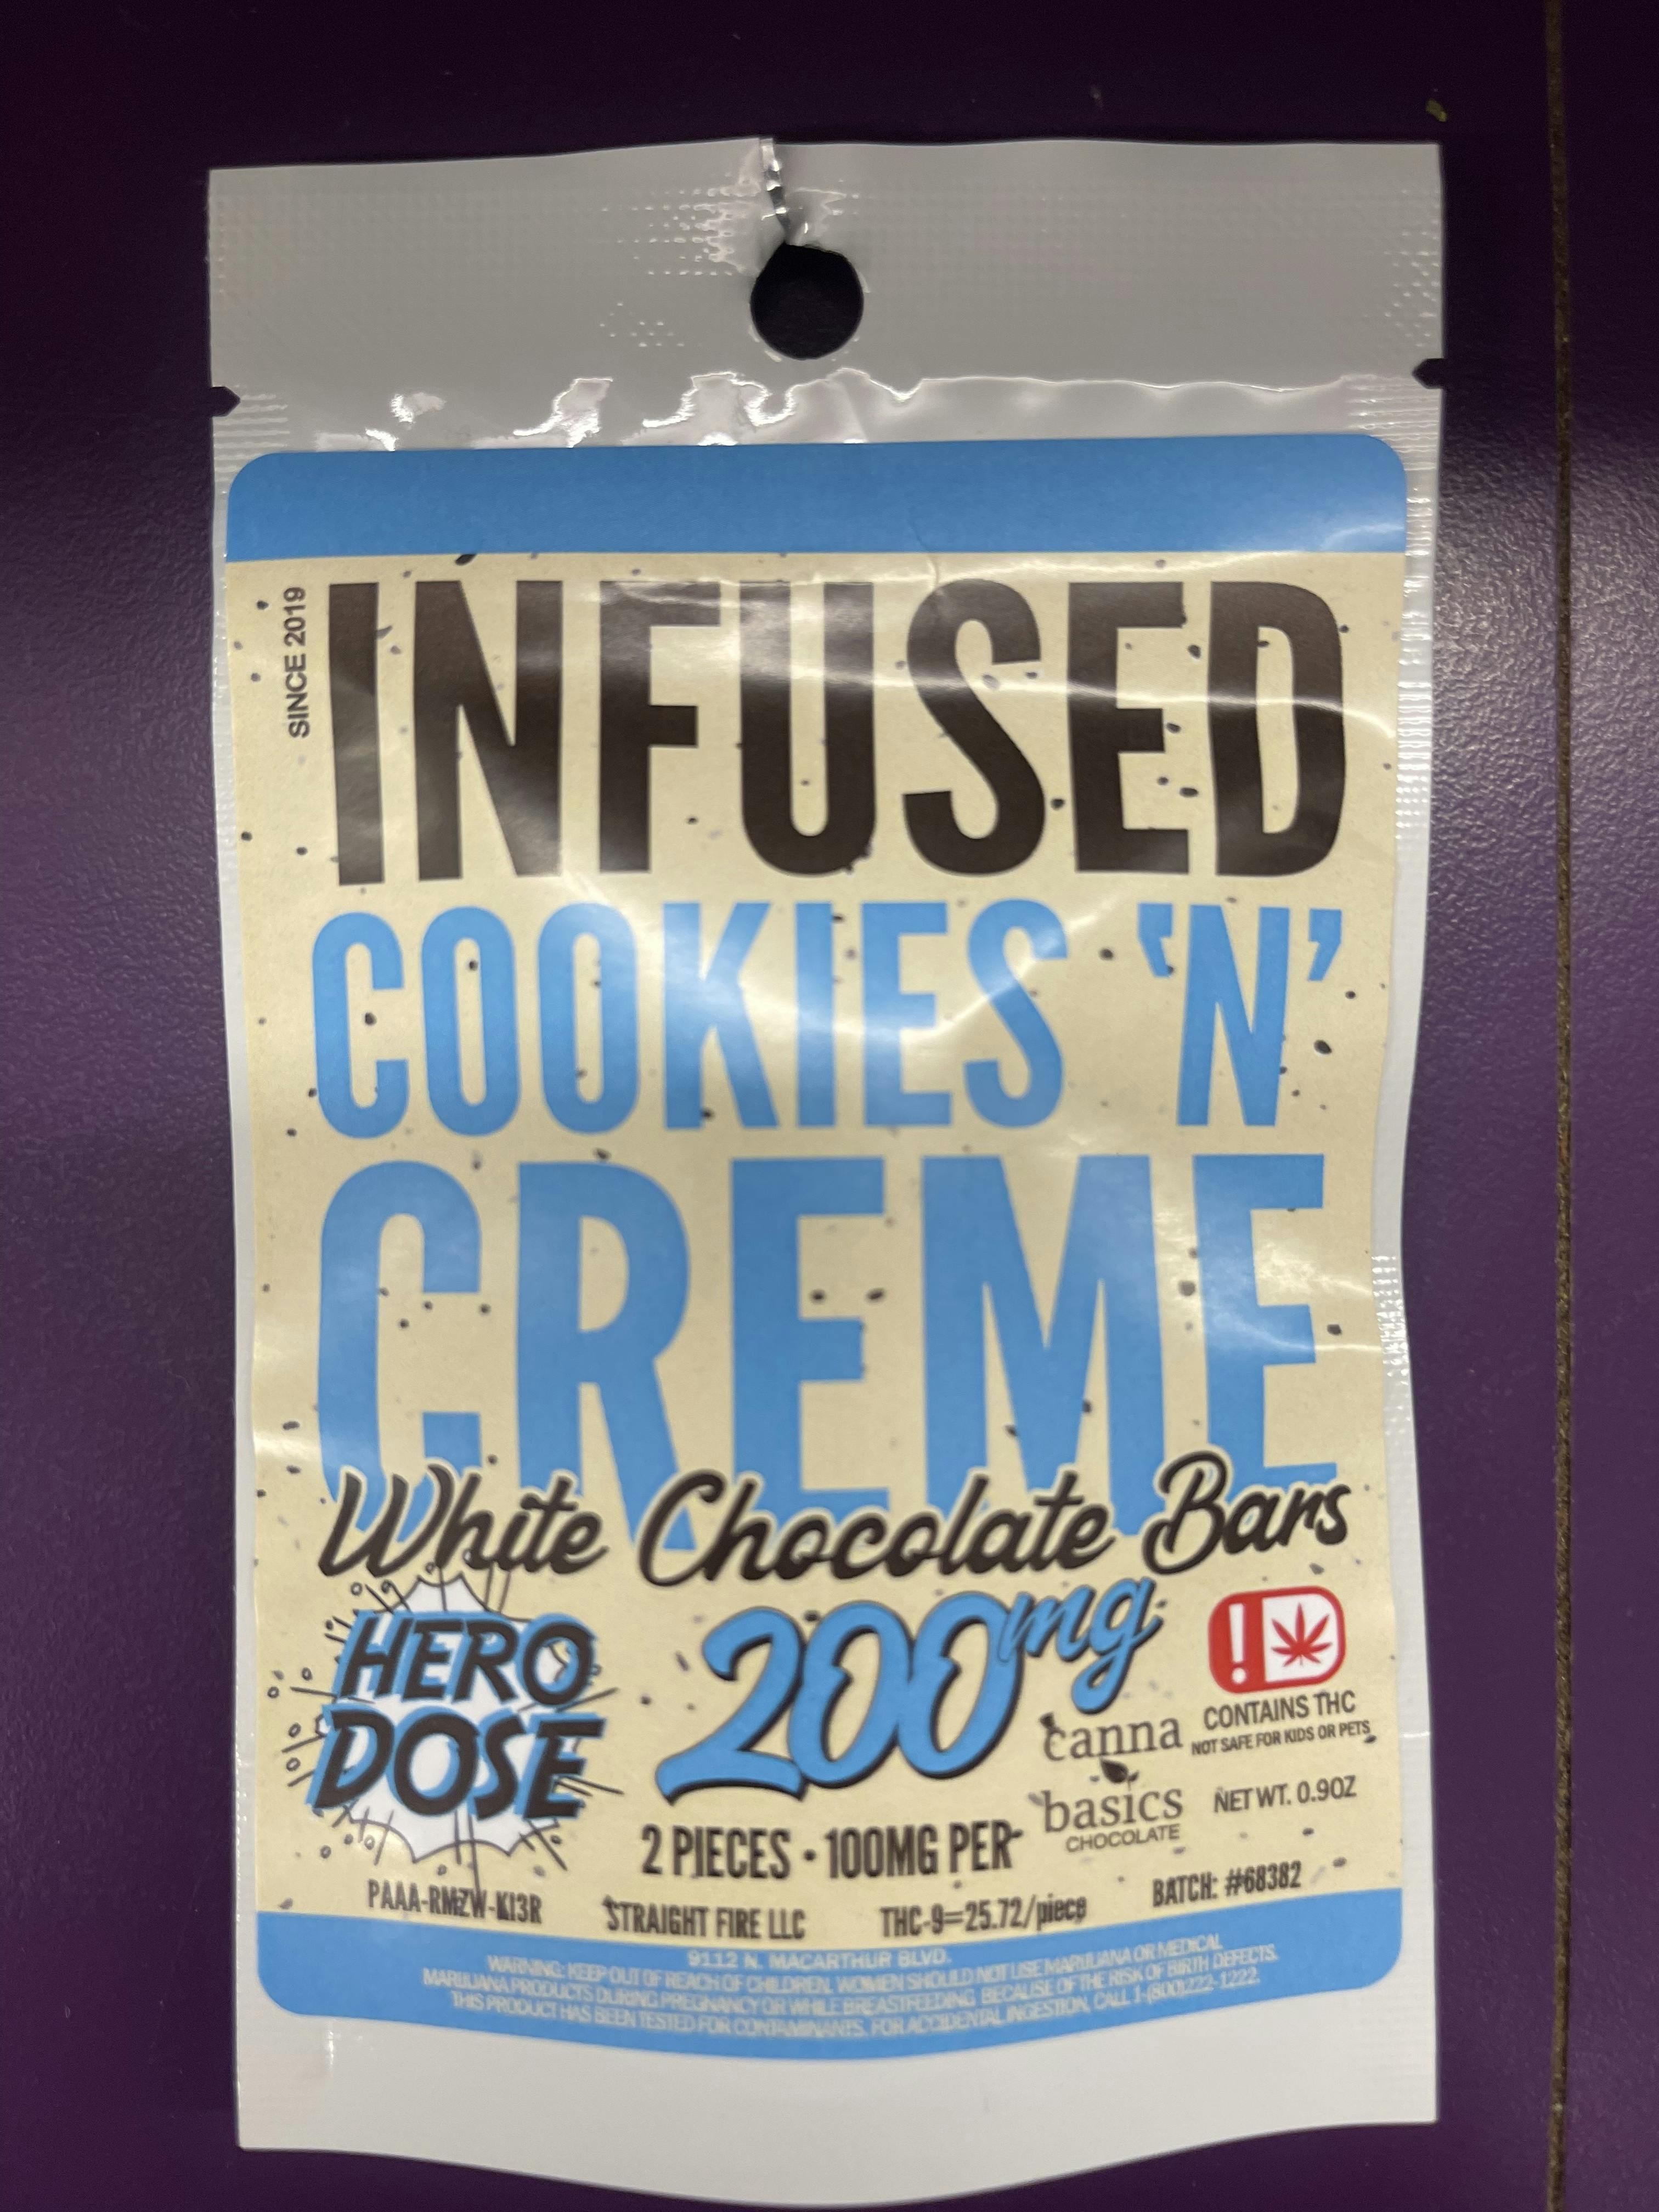 SINCE 2019
INFUSED
COOKIES 'N'
CREME
White Chocolate Bars
HERO
DOSE
200mg
2 PIECES • 100MG PER
canna
basics
CHOCOLATE
CONTAINS THC
NOT SAFE FOR KIDS OR PETS
NET WT. 0.9OZ
PAAA-RMZW-KI3R
STRAIGHT FIRE LLC
THC-9=25.72/piece
BATCH: #68382
9112 N. MACARTHUR BLVD.
WARNING: KEEP OUT OF REACH OF CHILDREN. WOMEN SHOULD NOT USE MARIJUANA OR MEDICAL
MARIJUANA PRODUCTS DURING PREGNANCY OR WHILE BREASTFEEDING BECAUSE OF THE RISK OF BIRTH DEFECTS.
THIS PRODUCT HAS BEEN TESTED FOR CONTAMINANTS. FOR ACCIDENTAL INGESTION, CALL 1-(800)222-1222.